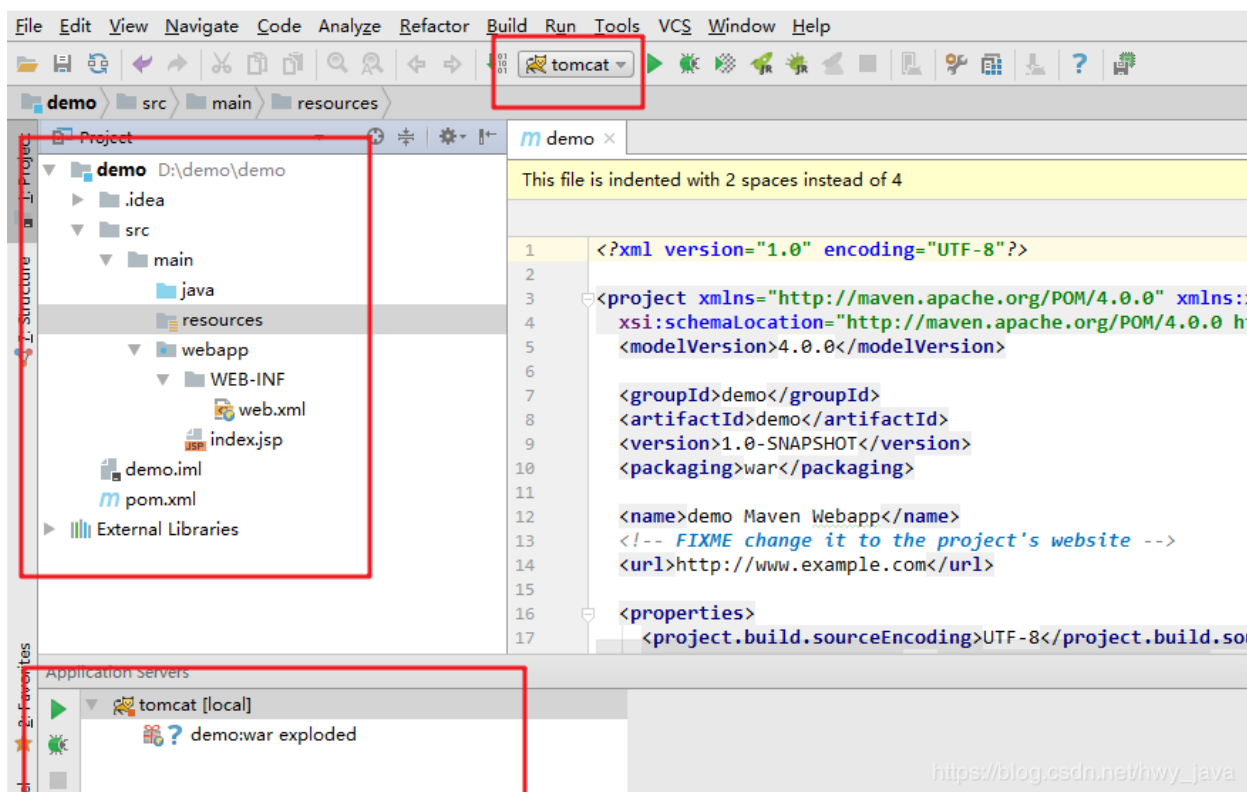 File Edit View Navigate Code Analyze Refactor Build Run Tools VCS Window Help
tomcat
demo src main resources
1: Project
Project
demo D:\demo\demo
.idea
src
main
java
resources
webapp
WEB-INF
web.xml
index.jsp
demo.iml
pom.xml
External Libraries
7: Structure
2: Favorites
demo
This file is indented with 2 spaces instead of 4
1 <?xml version="1.0" encoding="UTF-8"?>
2
3 <project xmlns="http://maven.apache.org/POM/4.0.0" xmlns:
4 xsi:schemaLocation="http://maven.apache.org/POM/4.0.0
5 <modelVersion>4.0.0</modelVersion>
6
7 <groupId>demo</groupId>
8 <artifactId>demo</artifactId>
9 <version>1.0-SNAPSHOT</version>
10 <packaging>war</packaging>
11
12 <name>demo Maven Webapp</name>
13 <!-- FIXME change it to the project's website -->
14 <url>http://www.example.com</url>
15
16 <properties>
17 <project.build.sourceEncoding>UTF-8</project.build.so
Application Servers
tomcat [local]
demo:war exploded
https://blog.csdn.net/hwy_java